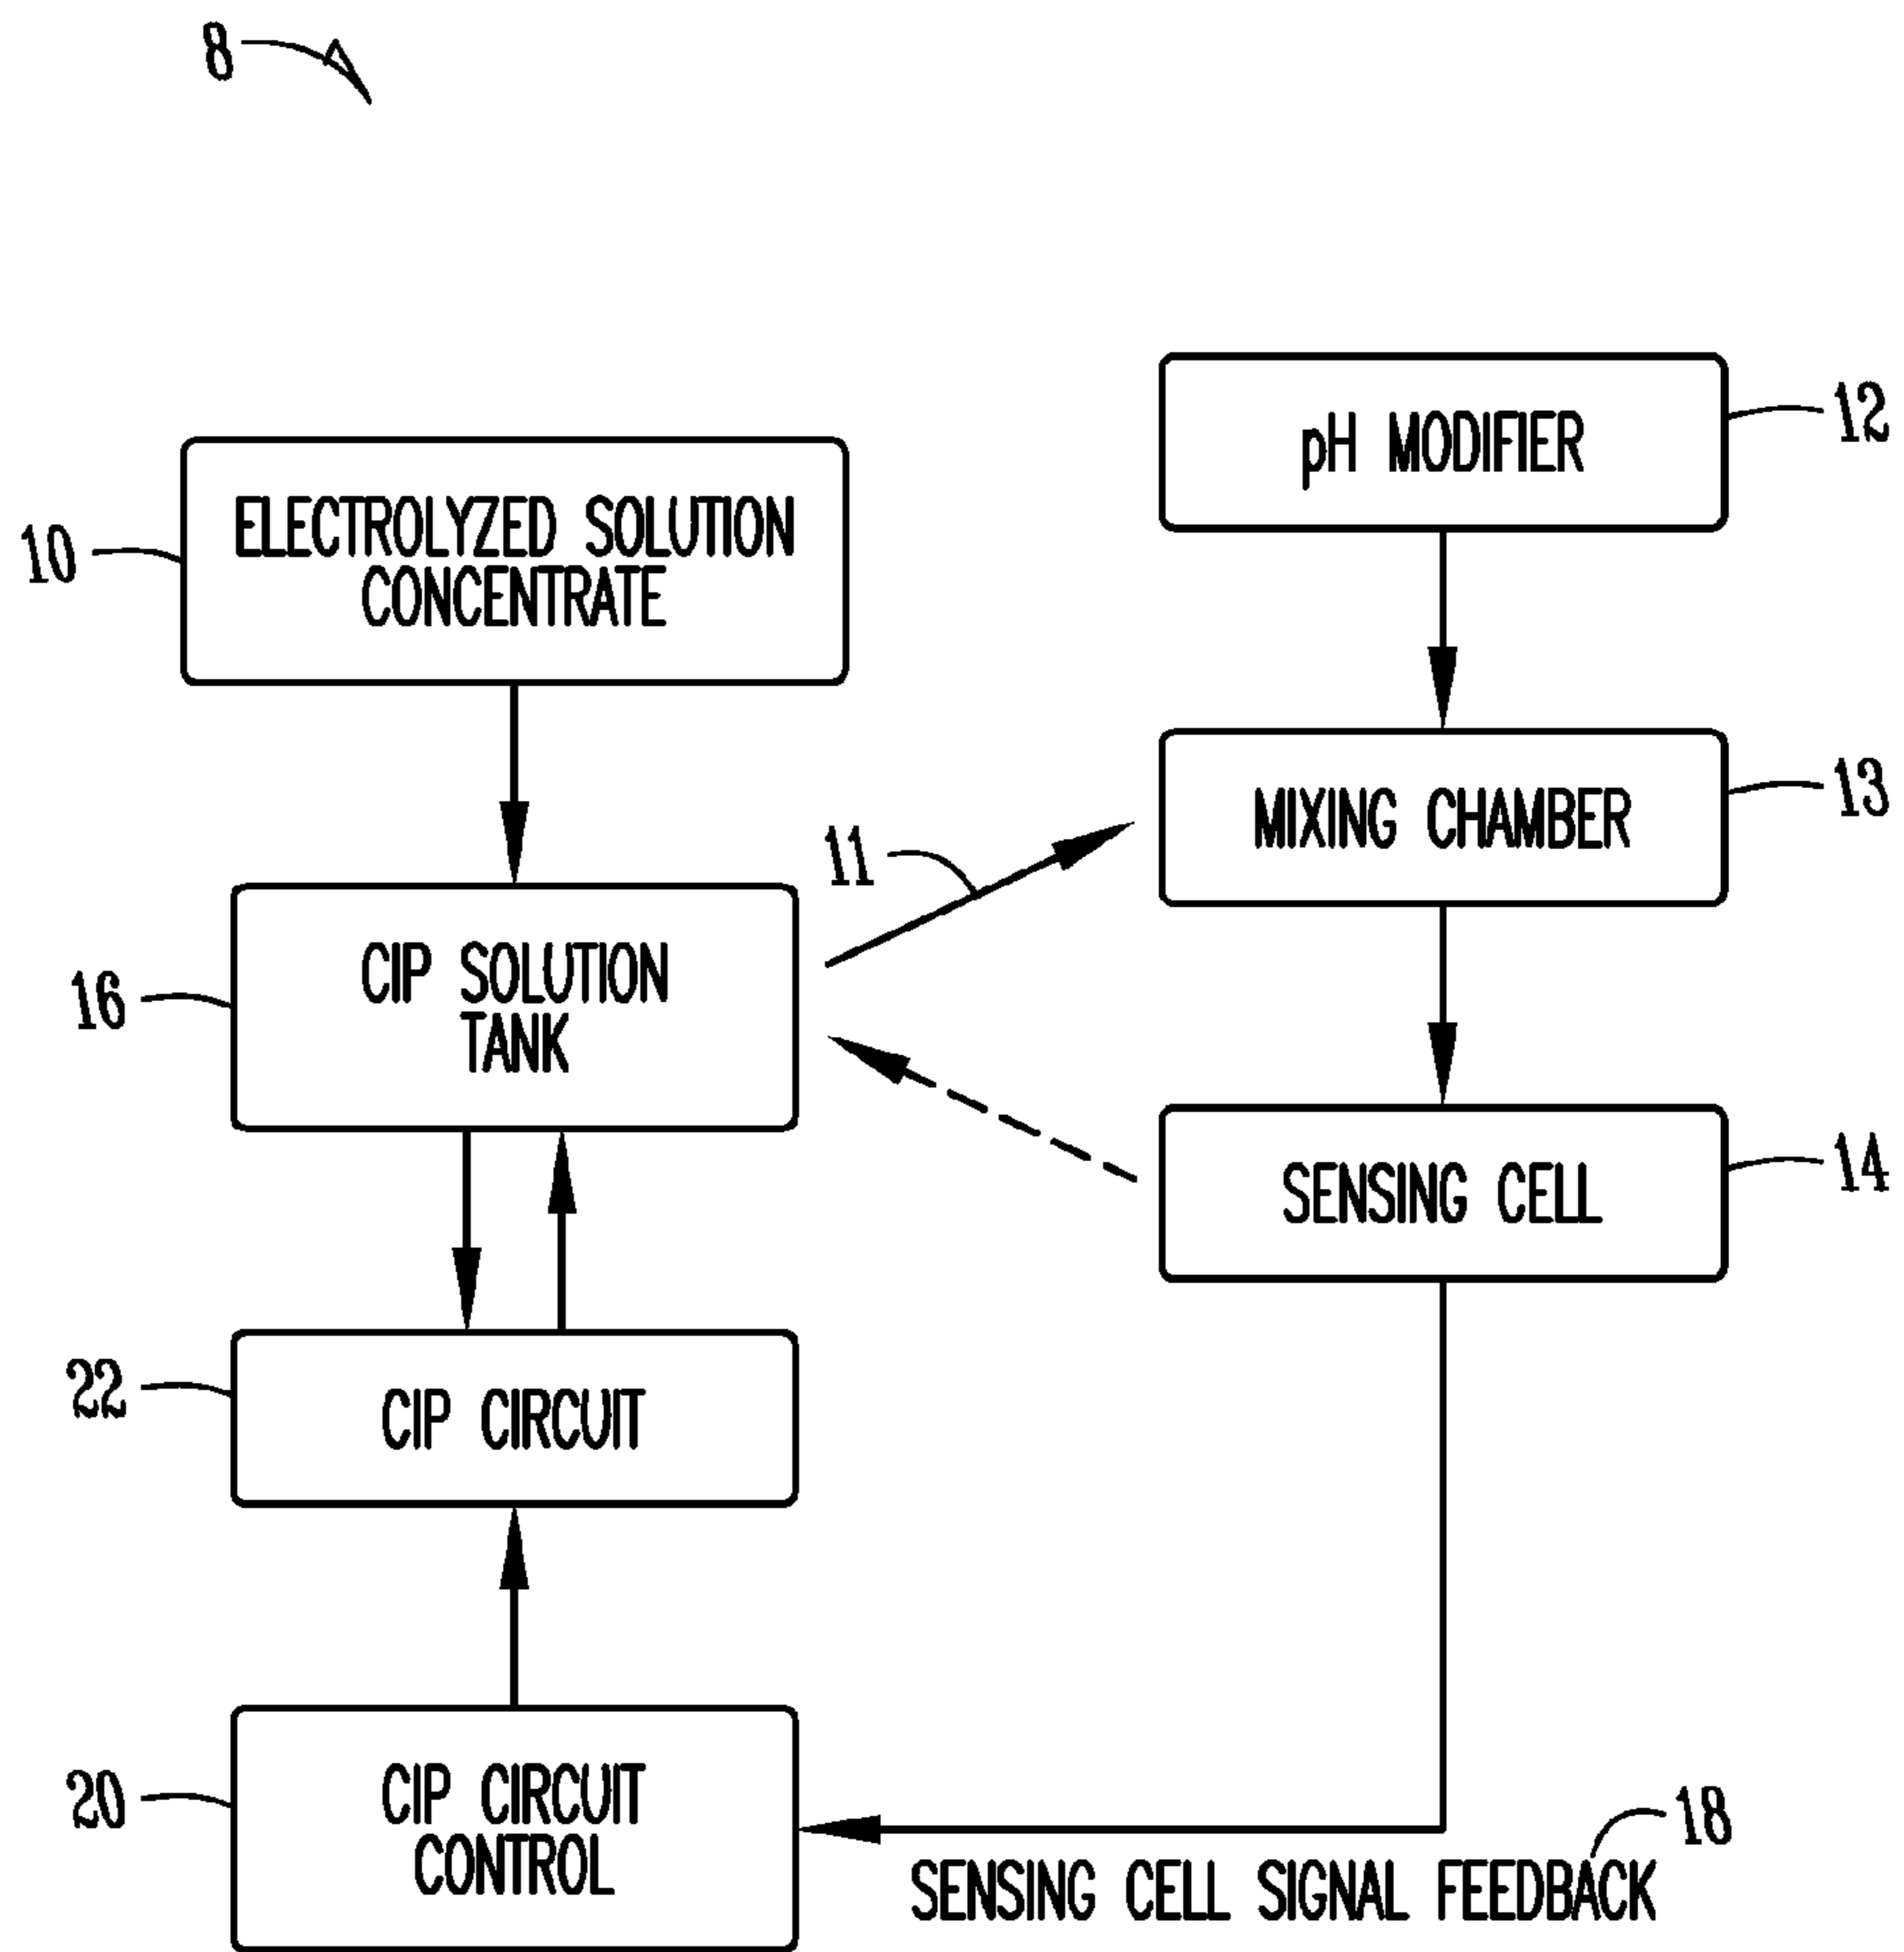 8
pH MODIFIER
12
ELECTROLYZED SOLUTION
CONCENTRATE
10
MIXING CHAMBER
13
11
CIP SOLUTION
TANK
16
SENSING CELL
14
CIP CIRCUIT
22
CIP CIRCUIT
CONTROL
20
SENSING CELL SIGNAL FEEDBACK
18